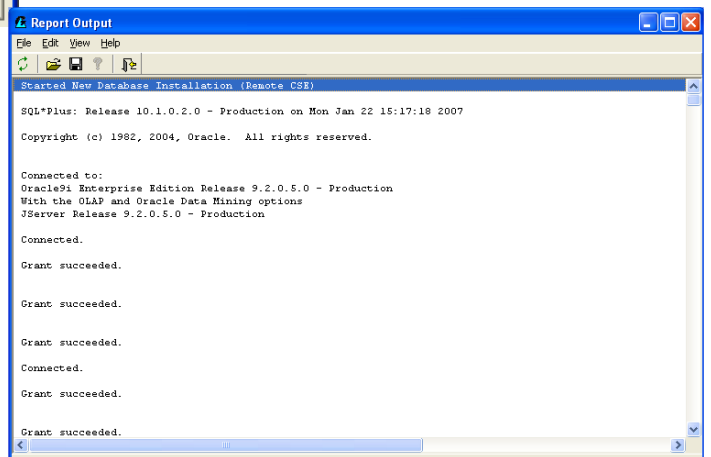 Report Output
File Edit View Help
Started New Database Installation (Remote CSE)
SQL*Plus: Release 10.1.0.2.0 - Production on Mon Jan 22 15:17:18 2007
Copyright (c) 1982, 2004, Oracle.  All rights reserved.
Connected to:
Oracle9i Enterprise Edition Release 9.2.0.5.0 - Production
With the OLAP and Oracle Data Mining options
JServer Release 9.2.0.5.0 - Production
Connected.
Grant succeeded.
Grant succeeded.
Grant succeeded.
Connected.
Grant succeeded.
Grant succeeded.